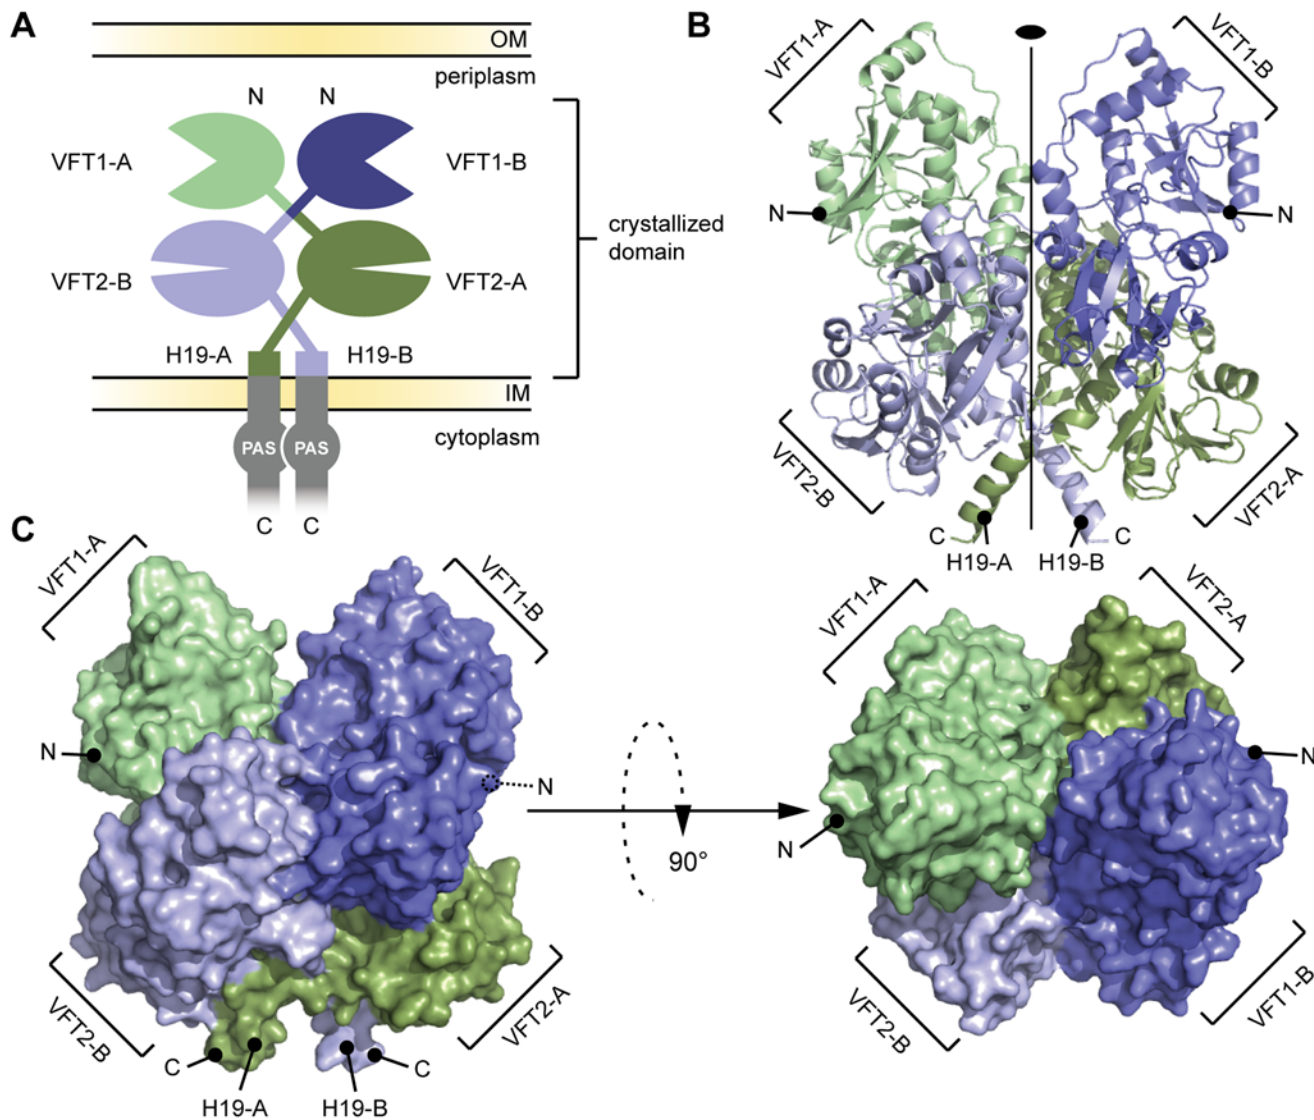 A
OM
periplasm
N N
VFT1-A
VFT1-B
crystallized
domain
VFT2-B
VFT2-A
H19-A
H19-B
IM
cytoplasm
PAS PAS
C C
B
VFT1-A
VFT1-B
N
N
VFT2-B
VFT2-A
C
C
H19-A
H19-B
C
VFT1-A
VFT1-B
N
N
VFT2-B
VFT2-A
C
C
H19-A
H19-B
90°
VFT1-A
VFT2-A
N
N
VFT2-B
VFT1-B